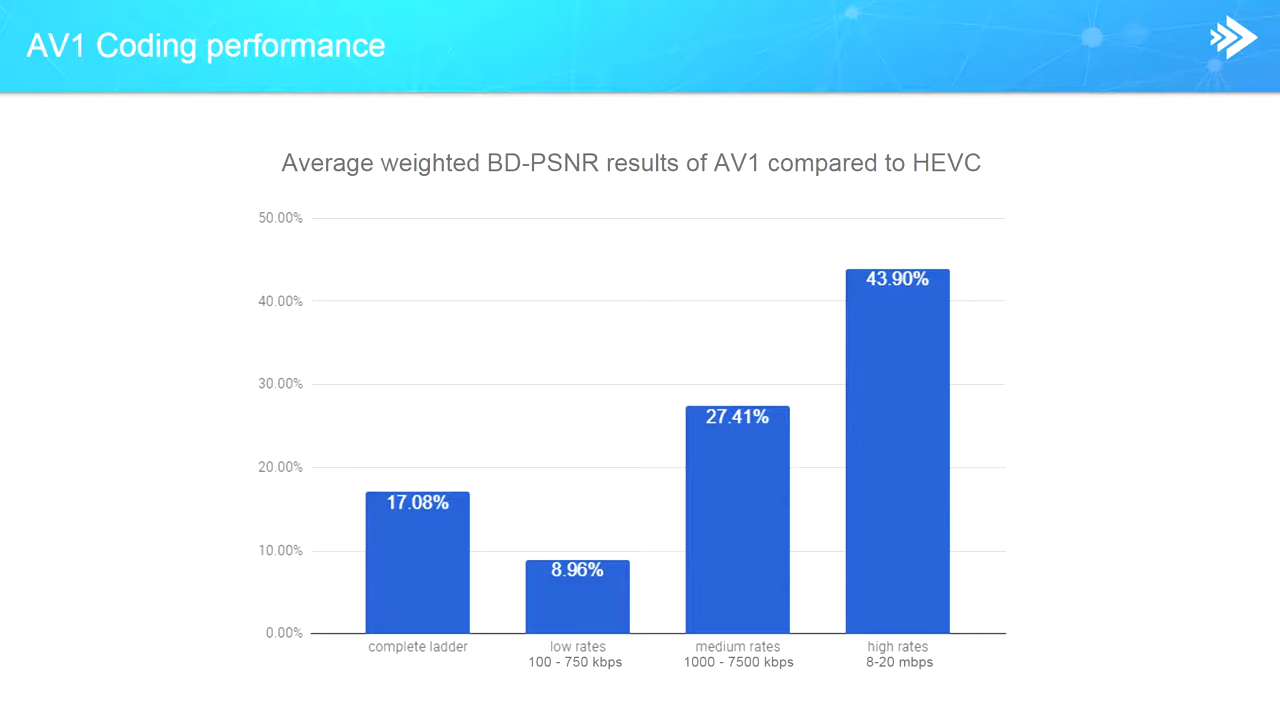 AV1 Coding performance
Average weighted BD-PSNR results of AV1 compared to HEVC
50.00%
40.00%
30.00%
20.00%
10.00%
0.00%
17.08%
8.96%
27.41%
43.90%
complete ladder
low rates
100 - 750 kbps
medium rates
1000 - 7500 kbps
high rates
8-20 mbps